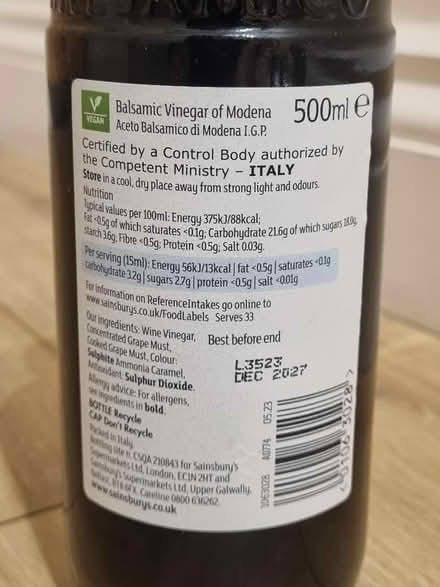 VEGAN
Balsamic Vinegar of Modena 500ml e
Aceto Balsamico di Modena I.G.P.
Certified by a Control Body authorized by
the Competent Ministry – ITALY
Store in a cool, dry place away from strong light and odours.
Nutrition
Typical values per 100ml: Energy 375kJ/88kcal;
Fat <0.5g of which saturates <0.1g; Carbohydrate 21.6g of which sugars 18.0g,
starch 3.6g; Fibre <0.5g; Protein <0.5g; Salt 0.03g.
Per serving (15ml): Energy 56kJ/13kcal | fat <0.5g | saturates <0.1g
carbohydrate 3.2g | sugars 2.7g | protein <0.5g | salt <0.01g
For information on ReferenceIntakes go online to
www.sainsburys.co.uk/FoodLabels Serves 33
Our ingredients: Wine Vinegar,
Concentrated Grape Must,
Cooked Grape Must, Colour:
Sulphite Ammonia Caramel,
Antioxidant: Sulphur Dioxide.
Allergy advice: For allergens,
see ingredients in bold.
BOTTLE Recycle
CAP Don't Recycle
Packed in Italy.
Bottling site n. CSQA 210843 for Sainsbury's
Supermarkets Ltd, London, EC1N 2HT and
Sainsbury's Supermarkets Ltd, Upper Galwally,
BT8 6FX. Careline 0800 636262.
www.sainsburys.co.uk
Best before end
L3523
DEC 2027
1063028 A0774 05.23